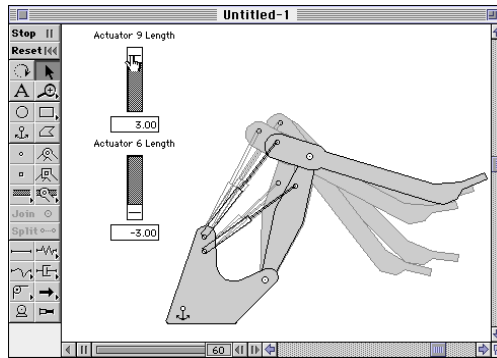 Untitled-1
Stop
Reset
A
Join
Split
Actuator 9 Length
3.00
Actuator 6 Length
-3.00
60